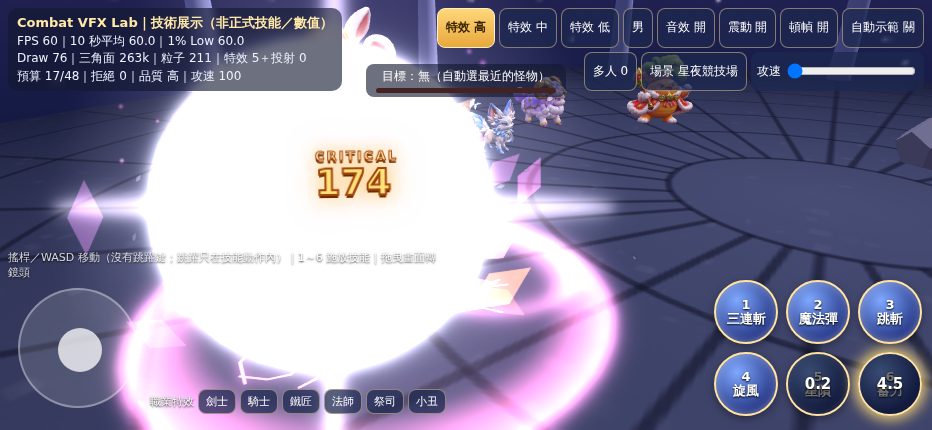 Combat VFX Lab｜技術展示（非正式技能／數值）
FPS 60｜10 秒平均 60.0｜1% Low 60.0
Draw 76｜三角面 263k｜粒子 211｜特效 5＋投射 0
預算 17/48｜拒絕 0｜品質 高｜攻速 100
特效 高
特效 中
特效 低
男
音效 開
震動 開
頓幀 開
自動示範 關
目標：無（自動選最近的怪物）
多人 0
場景 星夜競技場
攻速
CRITICAL
174
搖桿／WASD 移動（沒有跳躍鍵；跳躍只在技能動作內）｜1～6 施放技能｜拖曳畫面轉
鏡頭
1
三連斬
2
魔法彈
3
跳斬
4
旋風
5
0.2
星隕
6
4.5
蓄力
職業特效
劍士
騎士
鐵匠
法師
祭司
小丑